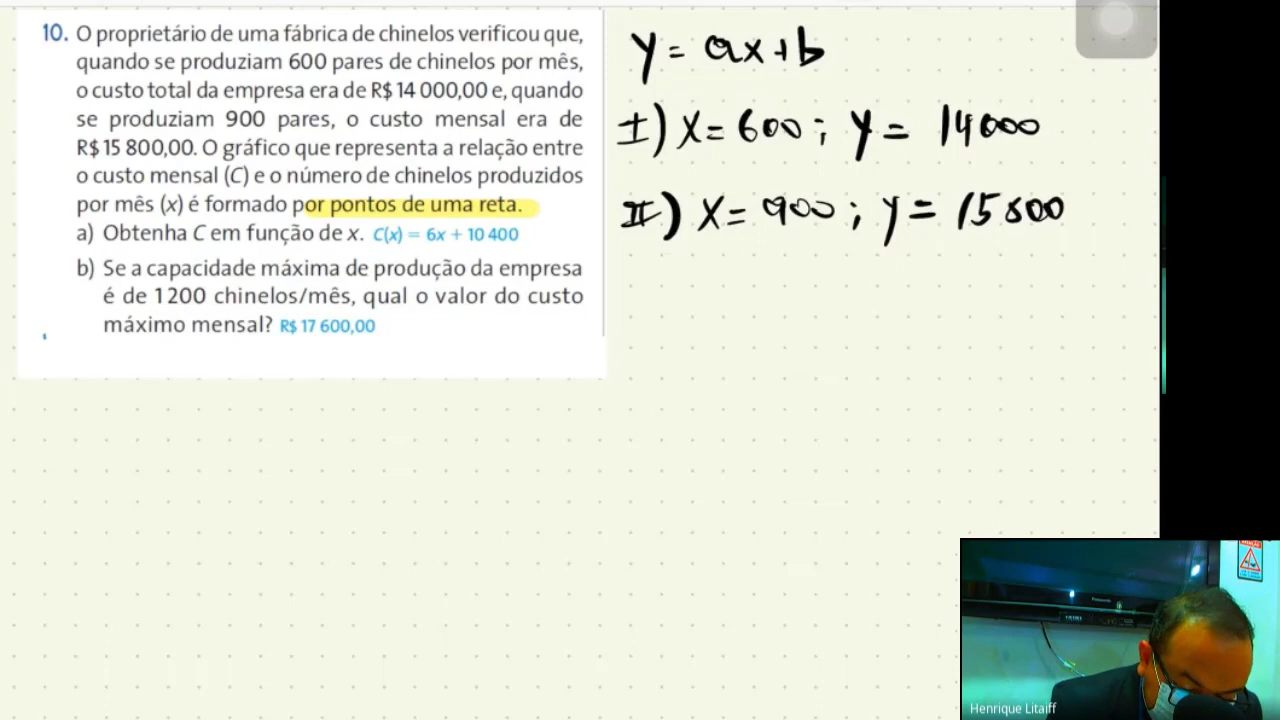 10. O proprietário de uma fábrica de chinelos verificou que,
quando se produziam 600 pares de chinelos por mês,
o custo total da empresa era de R$ 14 000,00 e, quando
se produziam 900 pares, o custo mensal era de
R$ 15 800,00. O gráfico que representa a relação entre
o custo mensal (C) e o número de chinelos produzidos
por mês (x) é formado por pontos de uma reta.
a) Obtenha C em função de x. C(x) = 6x + 10 400
b) Se a capacidade máxima de produção da empresa
é de 1 200 chinelos/mês, qual o valor do custo
máximo mensal? R$ 17 600,00
y = ax + b
I) x = 600 ; y = 14000
II) x = 900 ; y = 15800
Henrique Litaiff